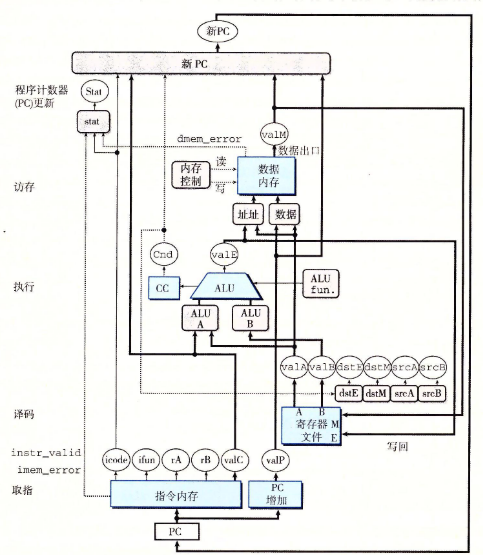 新PC
新 PC
程序计数器
(PC)更新
Stat
stat
dmem_error
valM
数据出口
访存
内存
控制
读
写
数据
内存
址址
数据
Cnd
valE
执行
CC
ALU
ALU
fun.
ALU
A
ALU
B
valA
valB
dstE
dstM
srcA
srcB
dstE
dstM
srcA
srcB
译码
A B
寄存器
文件
M
E
写回
instr_valid
imem_error
icode
ifun
rA
rB
valC
valP
取指
指令内存
PC
增加
PC